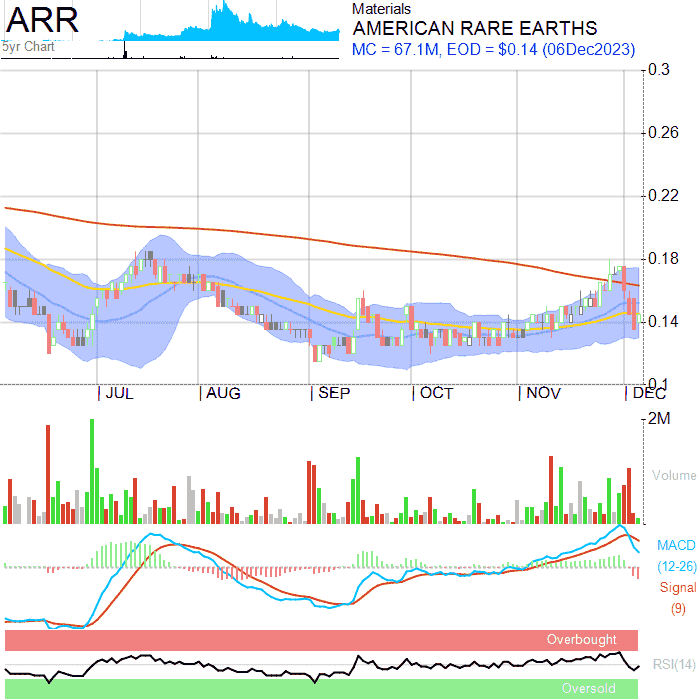 ARR
5yr Chart
Materials
AMERICAN RARE EARTHS
MC = 67.1M, EOD = $0.14 (06Dec2023)
0.3
0.26
0.22
0.18
0.14
0.1
JUL AUG SEP OCT NOV DEC
2M
Volume
MACD
(12-26)
Signal
(9)
Overbought
RSI(14)
Oversold